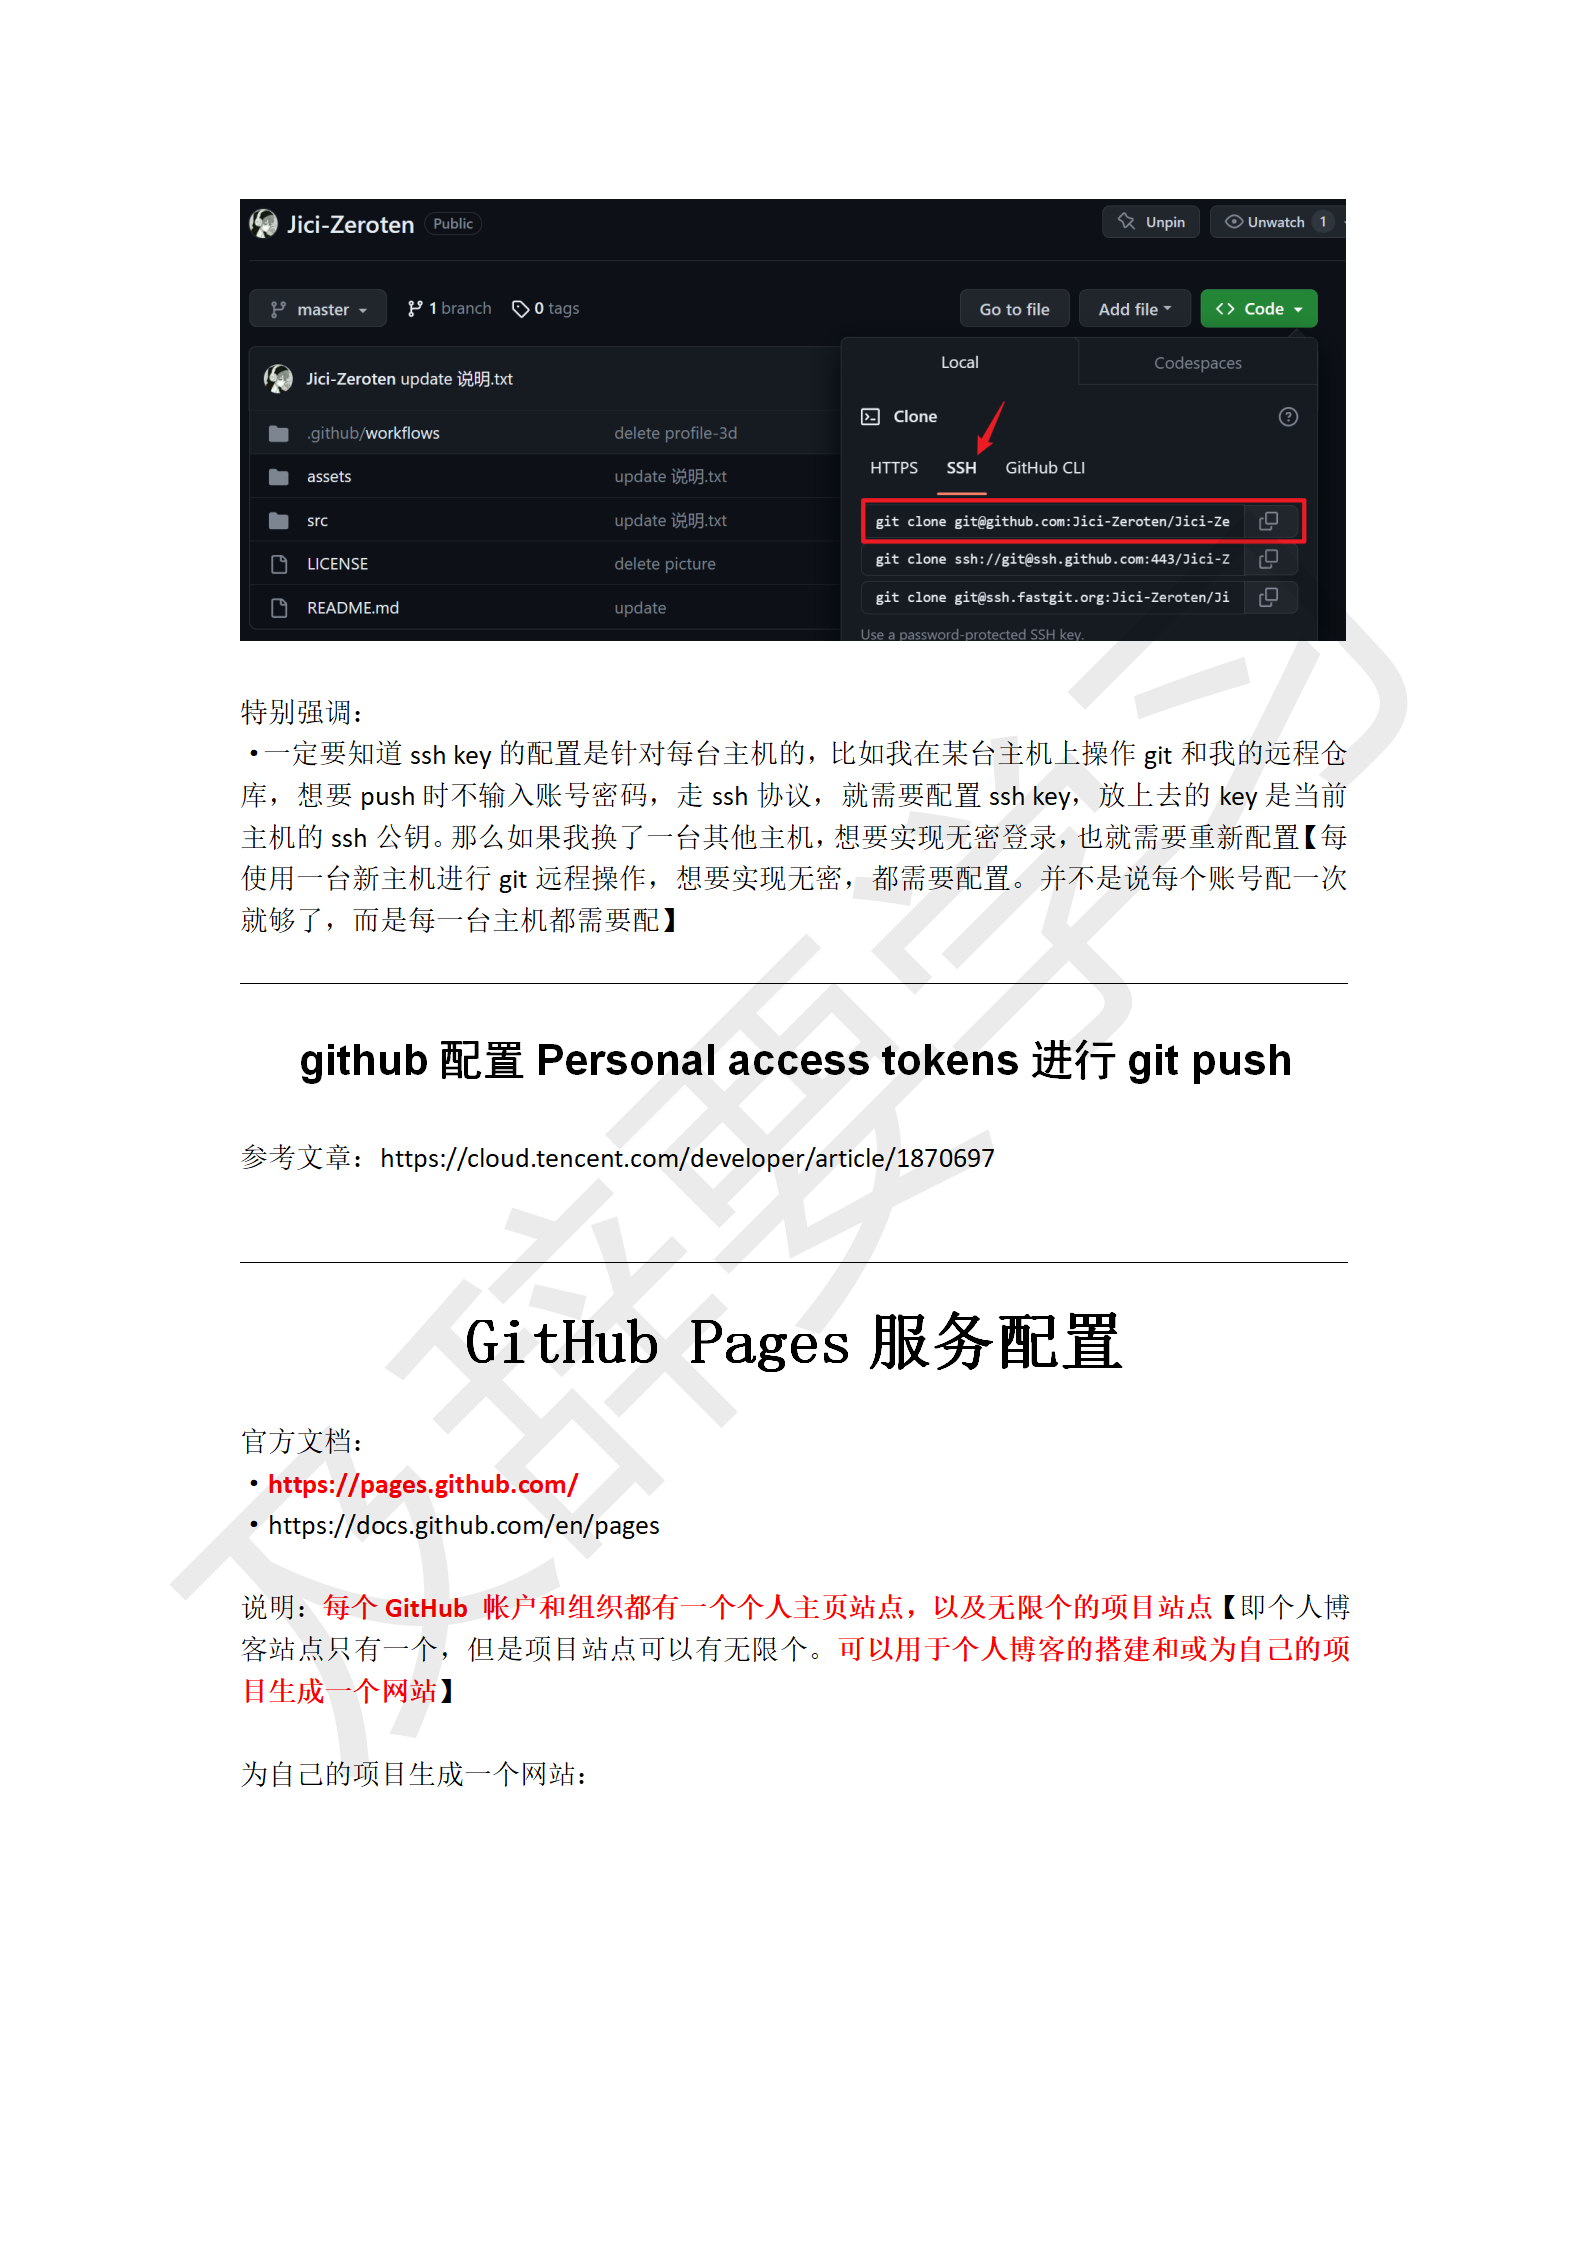 Jici-Zeroten Public Unpin Unwatch 1
master 1 branch 0 tags Go to file Add file Code
Local Codespaces
Jici-Zeroten update 说明.txt
Clone
.github/workflows delete profile-3d
HTTPS SSH GitHub CLI
assets update 说明.txt
src update 说明.txt
git clone git@github.com:Jici-Zeroten/Jici-Ze
git clone ssh://git@ssh.github.com:443/Jici-Z
LICENSE delete picture
git clone git@ssh.fastgit.org:Jici-Zeroten/Ji
README.md update
Use a password-protected SSH key.
特别强调：
·一定要知道 ssh key 的配置是针对每台主机的，比如我在某台主机上操作 git 和我的远程仓
库，想要 push 时不输入账号密码，走 ssh 协议，就需要配置 ssh key，放上去的 key 是当前
主机的 ssh 公钥。那么如果我换了一台其他主机，想要实现无密登录，也就需要重新配置【每
使用一台新主机进行 git 远程操作，想要实现无密，都需要配置。并不是说每个账号配一次
就够了，而是每一台主机都需要配】
github 配置 Personal access tokens 进行 git push
参考文章：https://cloud.tencent.com/developer/article/1870697
GitHub Pages 服务配置
官方文档：
·https://pages.github.com/
·https://docs.github.com/en/pages
说明：每个 GitHub 帐户和组织都有一个个人主页站点，以及无限个的项目站点【即个人博
客站点只有一个，但是项目站点可以有无限个。可以用于个人博客的搭建和或为自己的项
目生成一个网站】
为自己的项目生成一个网站：
及辞要学习